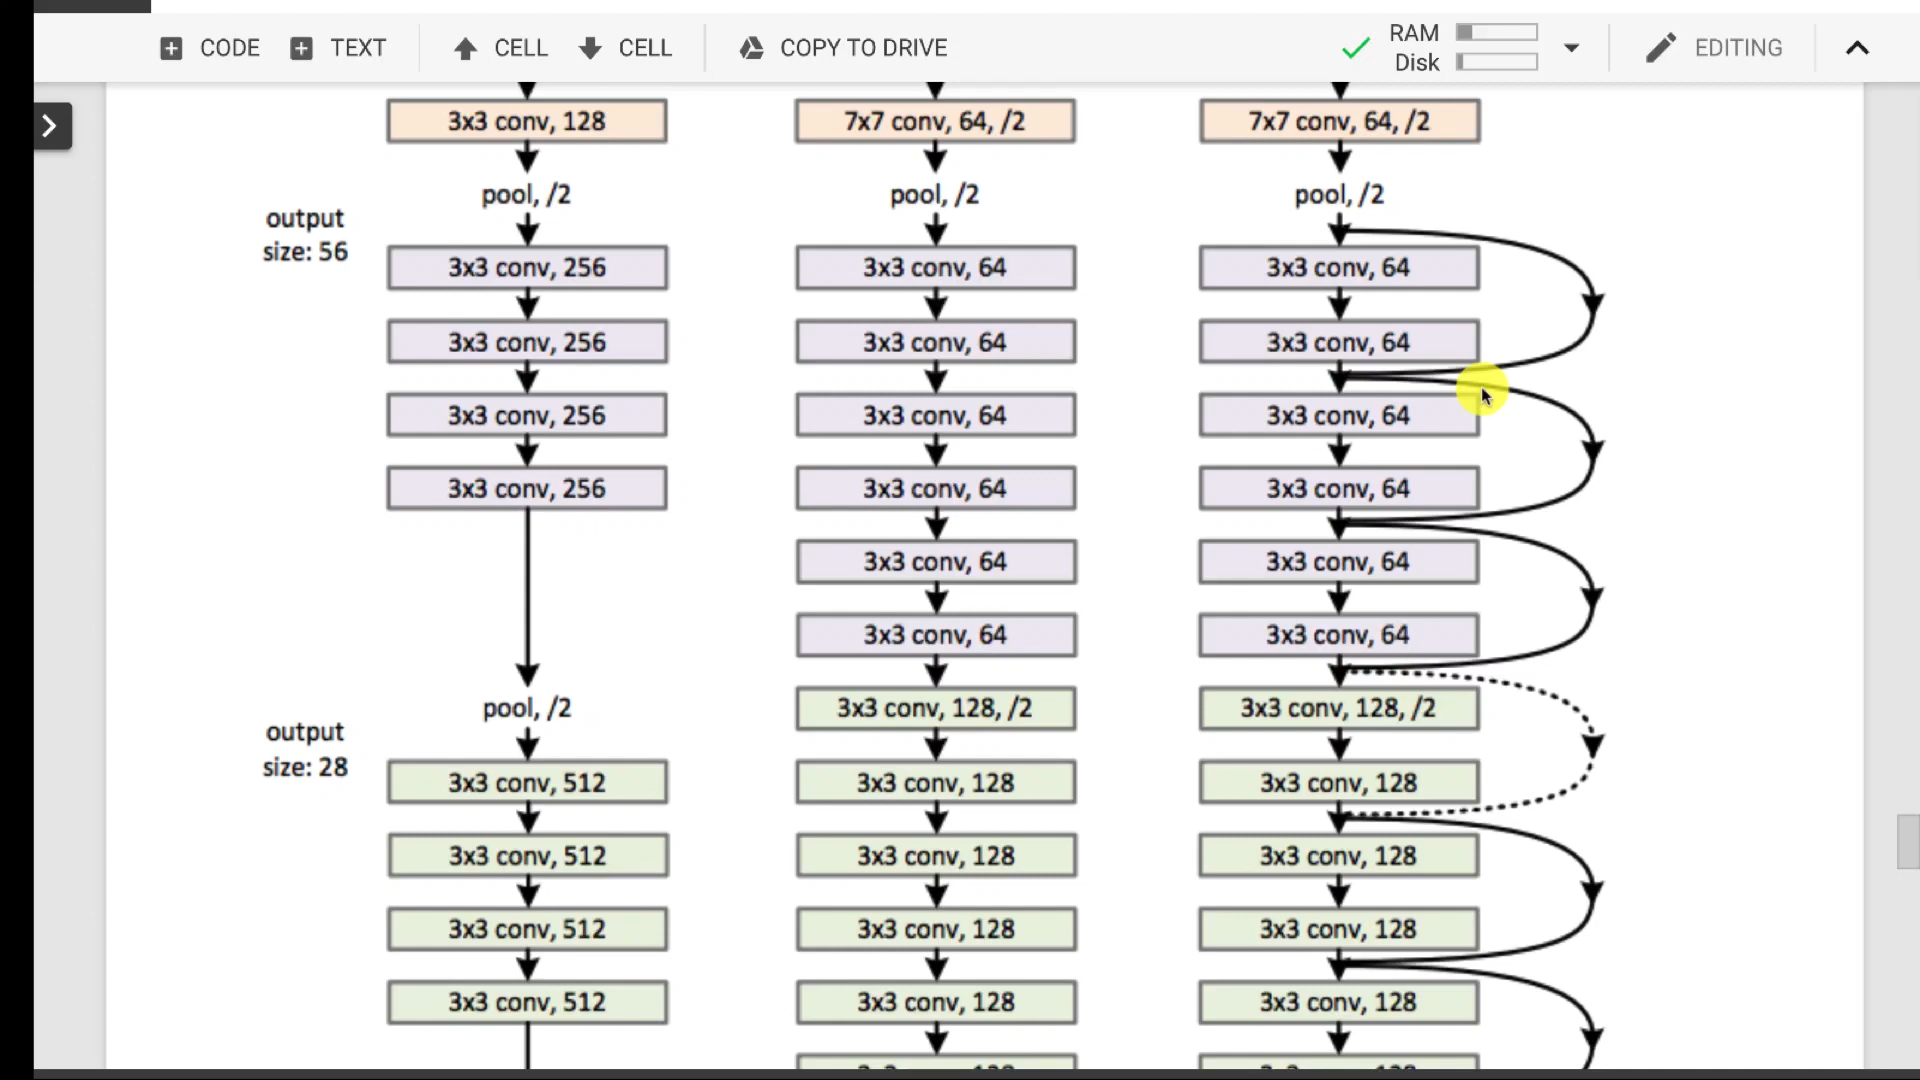 CODE TEXT CELL CELL COPY TO DRIVE RAM Disk EDITING
3x3 conv, 128 7x7 conv, 64, /2 7x7 conv, 64, /2
pool, /2 pool, /2 pool, /2
output
size: 56
3x3 conv, 256 3x3 conv, 64 3x3 conv, 64
3x3 conv, 256 3x3 conv, 64 3x3 conv, 64
3x3 conv, 256 3x3 conv, 64 3x3 conv, 64
3x3 conv, 256 3x3 conv, 64 3x3 conv, 64
3x3 conv, 64 3x3 conv, 64
3x3 conv, 64 3x3 conv, 64
pool, /2 3x3 conv, 128, /2 3x3 conv, 128, /2
output
size: 28
3x3 conv, 512 3x3 conv, 128 3x3 conv, 128
3x3 conv, 512 3x3 conv, 128 3x3 conv, 128
3x3 conv, 512 3x3 conv, 128 3x3 conv, 128
3x3 conv, 512 3x3 conv, 128 3x3 conv, 128